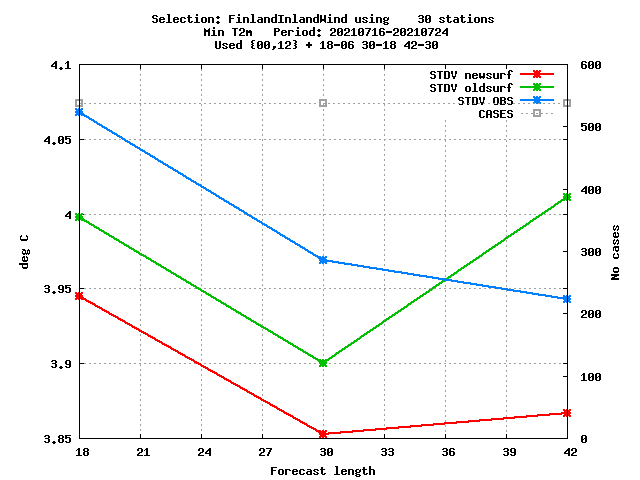 Selection: FinlandInlandWind using    30 stations
Min T2m   Period: 20210716-20210724
Used {00,12} + 18-06 30-18 42-30
STDV newsurf
STDV oldsurf
STDV OBS
CASES
4.1
4.05
4
3.95
3.9
3.85
deg C
600
500
400
300
200
100
0
No cases
18 21 24 27 30 33 36 39 42
Forecast length